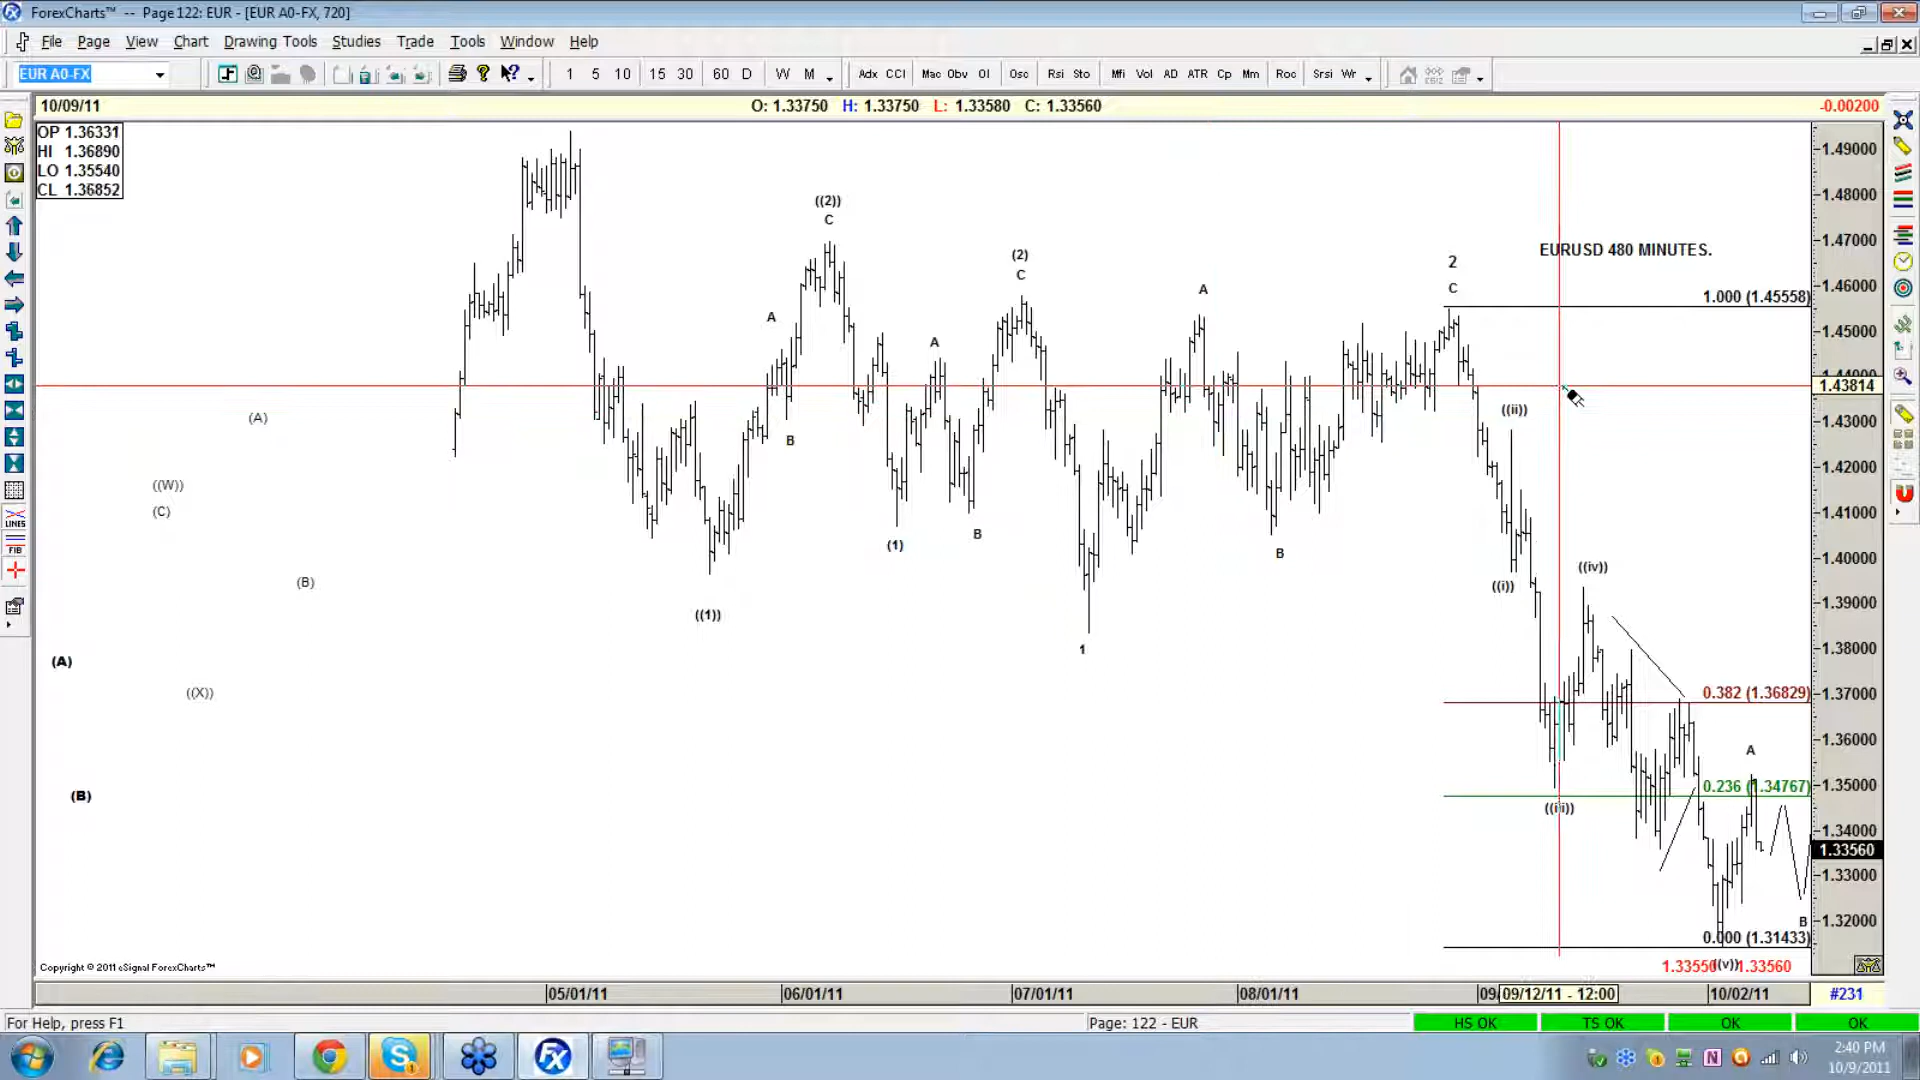 ForexCharts™ -- Page 122: EUR - [EUR A0-FX, 720]
File Page View Chart Drawing Tools Studies Trade Tools Window Help
EUR A0-FX 1 5 10 15 30 60 D W M Adx CCI Mac Obv OI Osc Rsi Sto Mfi Vol AD ATR Cp Mm Roc Srsi Wr
10/09/11 O: 1.33750 H: 1.33750 L: 1.33580 C: 1.33560 -0.00200
OP 1.36331
HI 1.36890
LO 1.35540
CL 1.36852
1.49000
1.48000
((2))
C
1.47000
EURUSD 480 MINUTES.
(2)
C
2
C
A
1.46000
1.000 (1.45558)
A
1.45000
A
1.43814
((ii))
(A)
1.43000
B
1.42000
((W))
(C)
1.41000
B
(1)
B
1.40000
((iv))
(B)
((i))
1.39000
((1))
1
1.38000
(A)
((X))
0.382 (1.36829)
1.37000
A
1.36000
0.236 (1.34767)
1.35000
(B)
((iii))
1.34000
1.33560
1.33000
B
1.32000
0.000 (1.31433)
Copyright © 2011 eSignal ForexCharts™
1.33550 ((v)) 1.33560
05/01/11 06/01/11 07/01/11 08/01/11 09/ 09/12/11 - 12:00 10/02/11 #231
For Help, press F1 Page: 122 - EUR HS OK TS OK OK OK
LINES
FIB
2:40 PM
10/9/2011